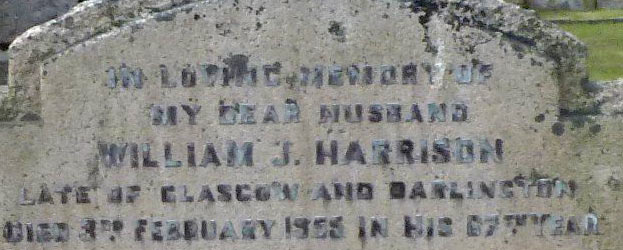 IN LOVING MEMORY OF
MY DEAR HUSBAND
WILLIAM J. HARRISON
LATE OF GLASGOW AND DARLINGTON
DIED 3RD FEBRUARY 1955 IN HIS 67TH YEAR